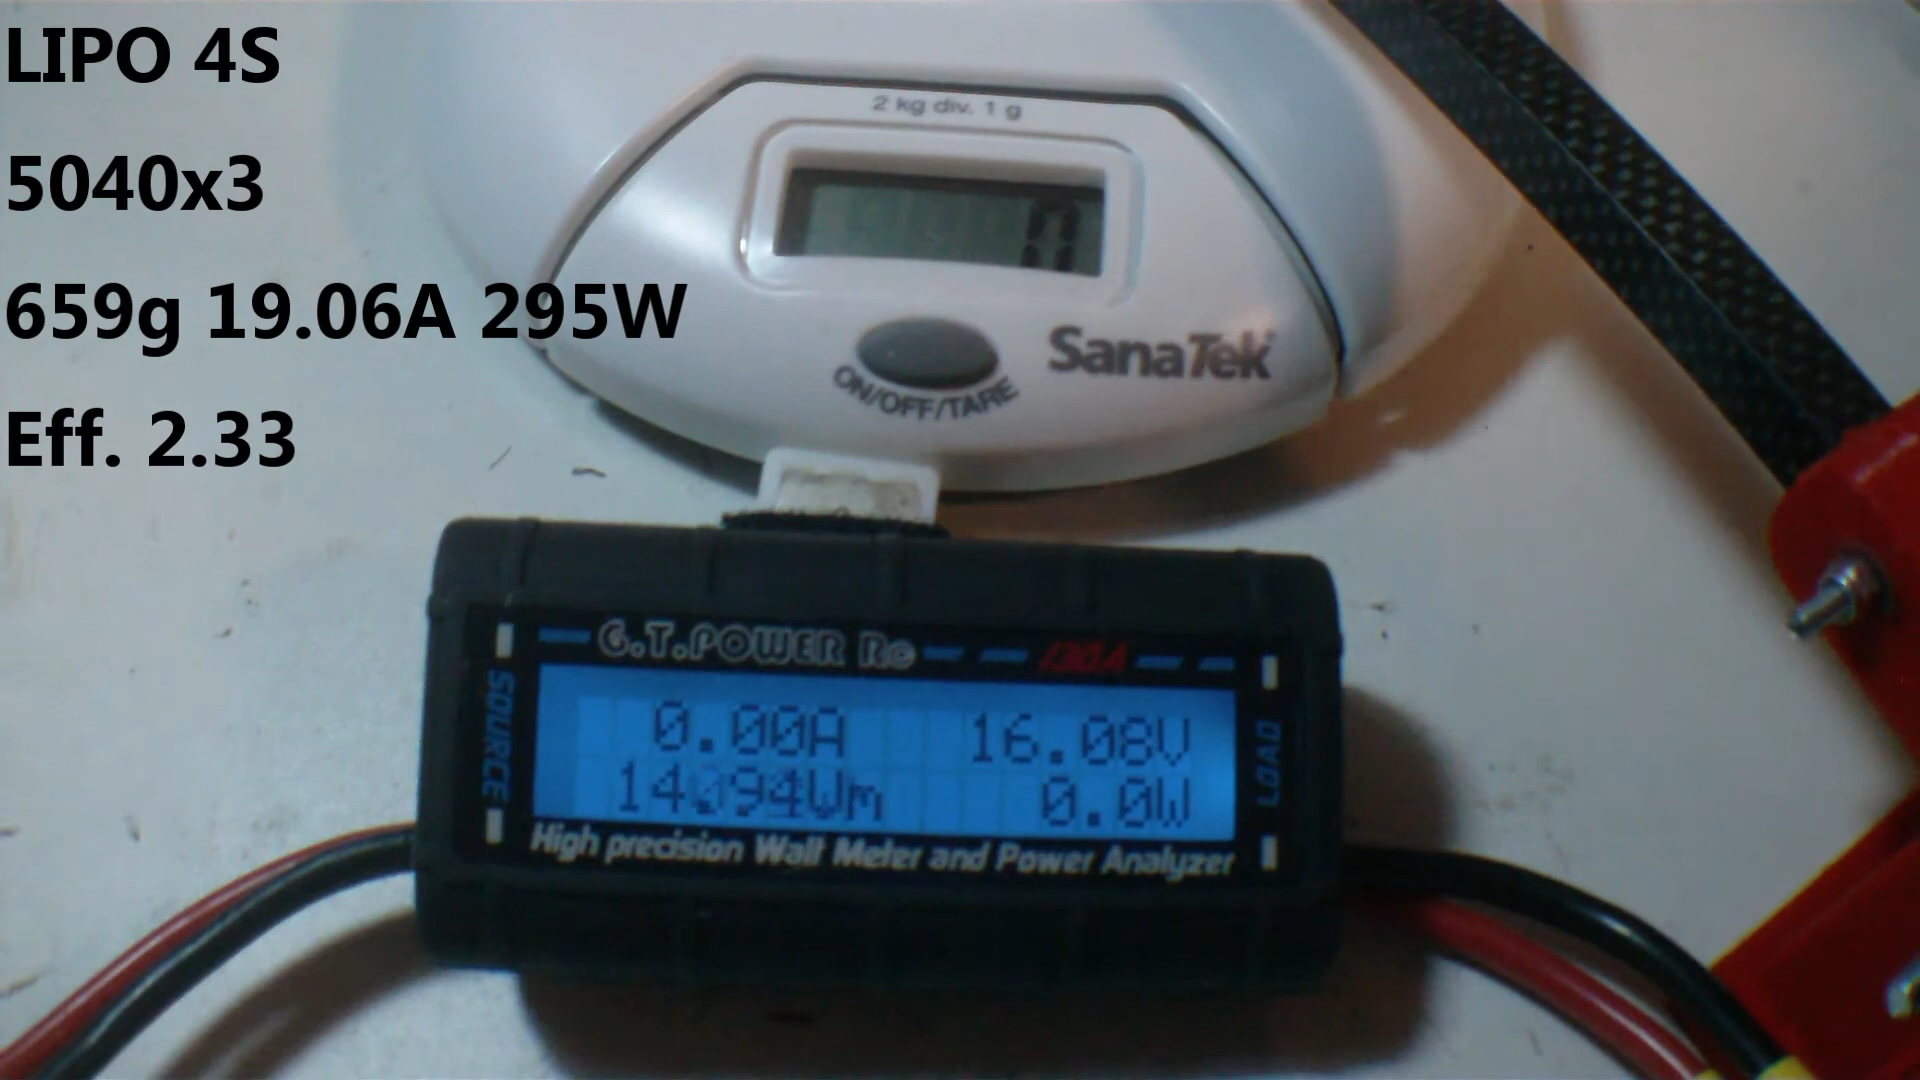 LIPO 4S
5040x3
659g 19.06A 295W
Eff. 2.33
2 kg div. 1 g
0
ON/OFF/TARE
SanaTek
G.T.POWER RC 130A
SOURCE
0.00A 16.08V
0.0W
LOAD
High precision Watt Meter and Power Analyzer